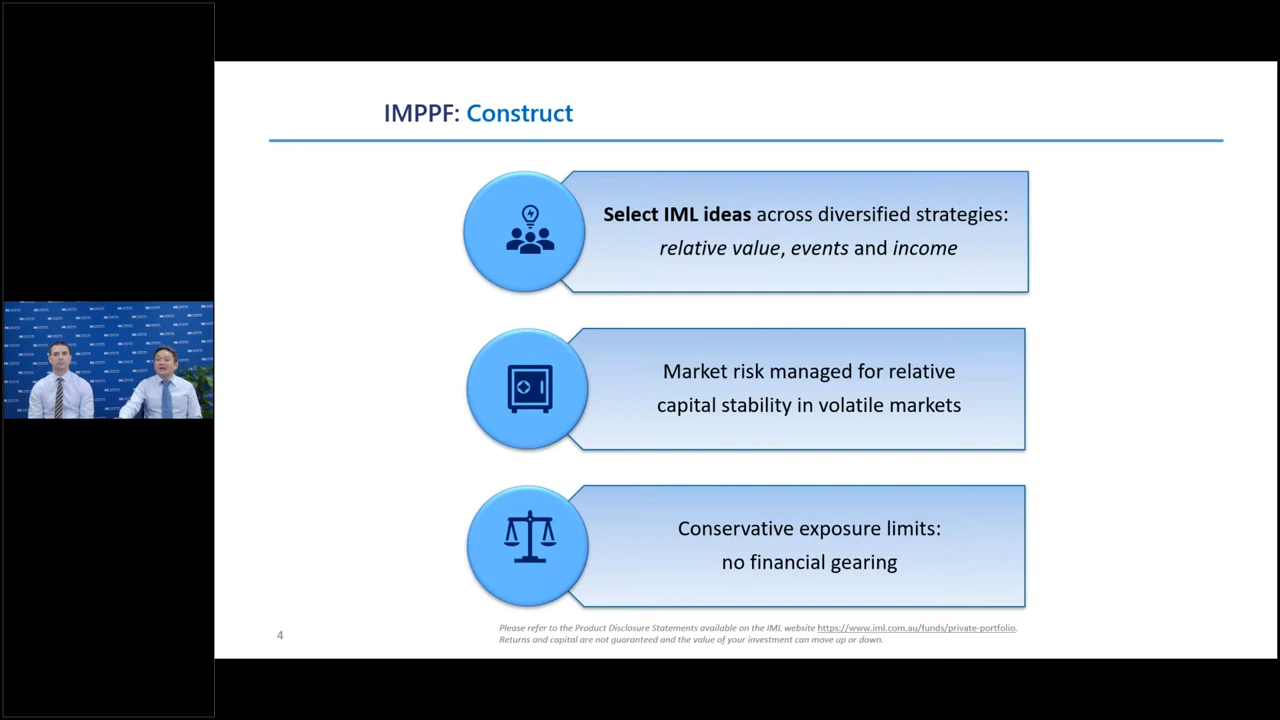 IMPPF: Construct
Select IML ideas across diversified strategies:
relative value, events and income
Market risk managed for relative
capital stability in volatile markets
Conservative exposure limits:
no financial gearing
4
Please refer to the Product Disclosure Statements available on the IML website https://www.iml.com.au/funds/private-portfolio.
Returns and capital are not guaranteed and the value of your investment can move up or down.